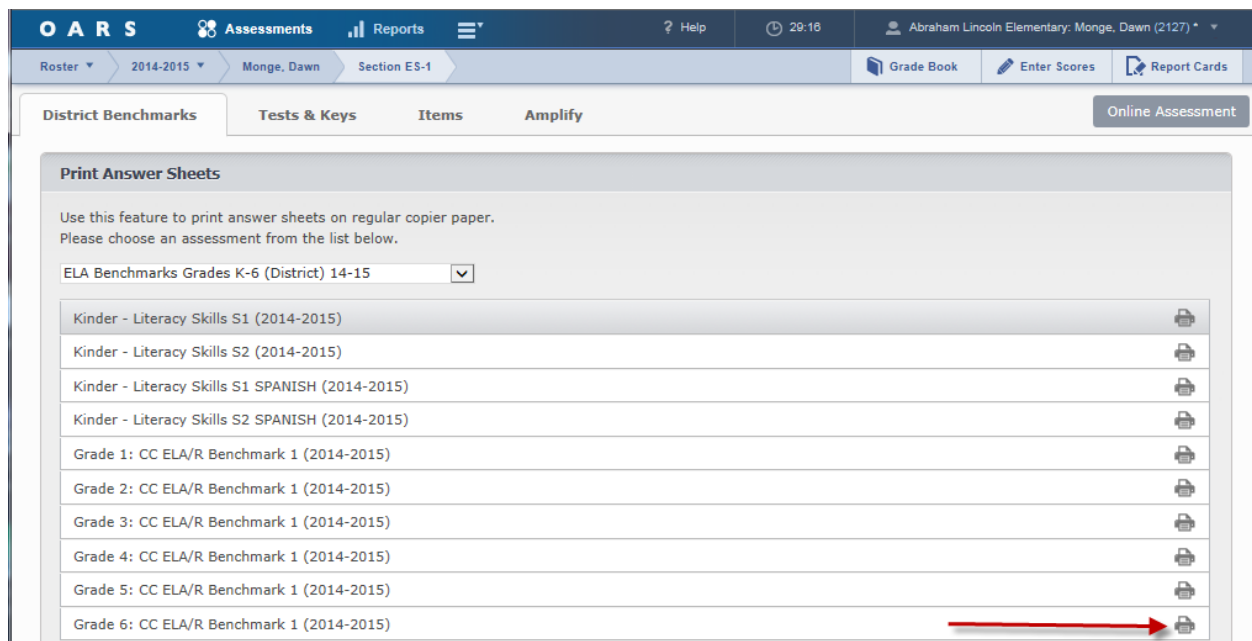 OARS Assessments Reports ? Help 29:16 Abraham Lincoln Elementary: Monge, Dawn (2127) *
Roster 2014-2015 Monge, Dawn Section ES-1 Grade Book Enter Scores Report Cards
District Benchmarks Tests & Keys Items Amplify Online Assessment
Print Answer Sheets
Use this feature to print answer sheets on regular copier paper.
Please choose an assessment from the list below.
ELA Benchmarks Grades K-6 (District) 14-15
Kinder - Literacy Skills S1 (2014-2015)
Kinder - Literacy Skills S2 (2014-2015)
Kinder - Literacy Skills S1 SPANISH (2014-2015)
Kinder - Literacy Skills S2 SPANISH (2014-2015)
Grade 1: CC ELA/R Benchmark 1 (2014-2015)
Grade 2: CC ELA/R Benchmark 1 (2014-2015)
Grade 3: CC ELA/R Benchmark 1 (2014-2015)
Grade 4: CC ELA/R Benchmark 1 (2014-2015)
Grade 5: CC ELA/R Benchmark 1 (2014-2015)
Grade 6: CC ELA/R Benchmark 1 (2014-2015)